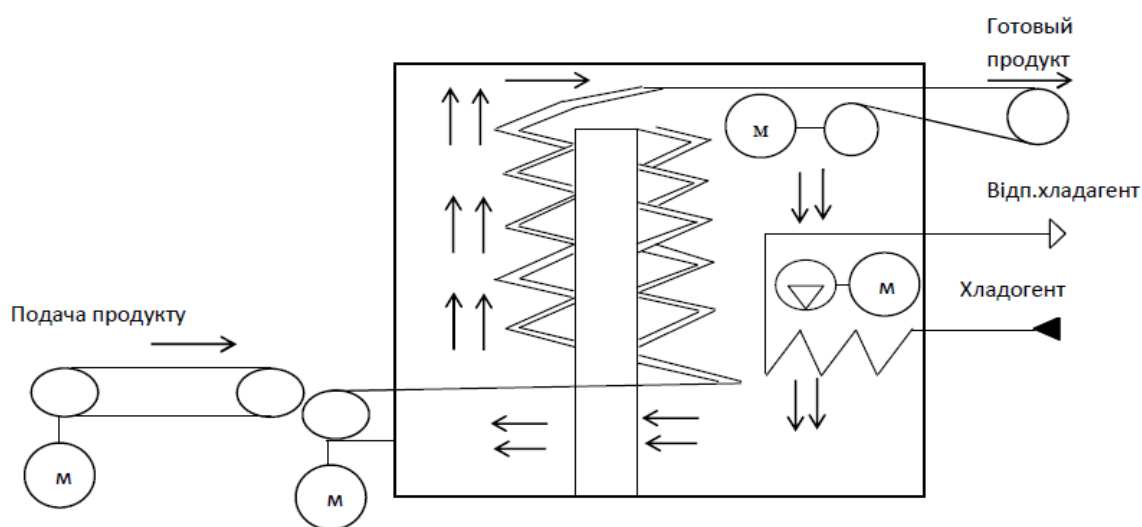 Готовый
продукт
м
Відп.хладагент
м
Хладогент
Подача продукту
м
м